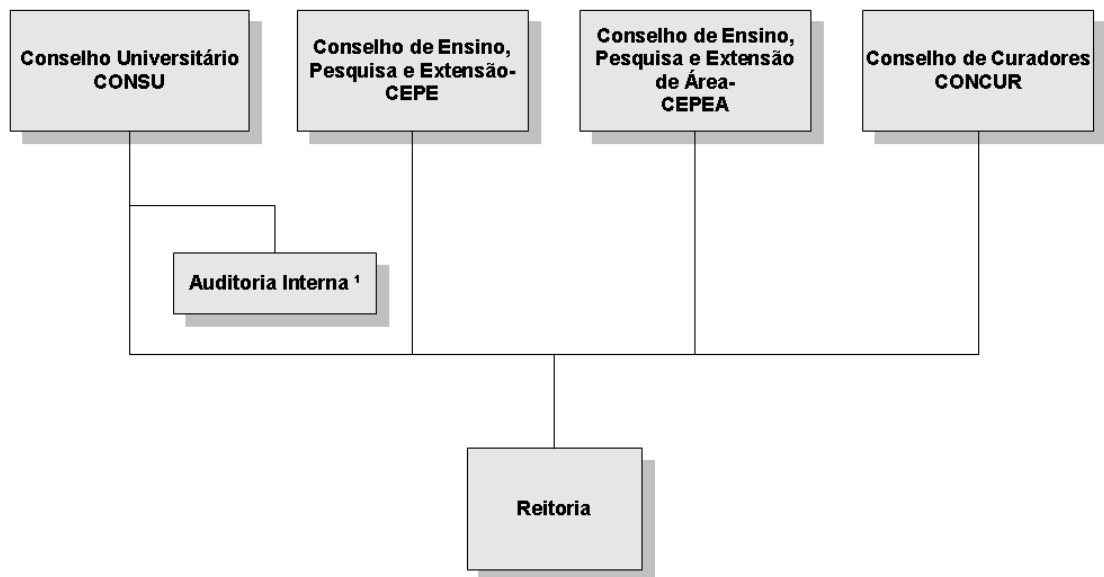 Conselho Universitário
CONSU
Conselho de Ensino,
Pesquisa e Extensão-
CEPE
Conselho de Ensino,
Pesquisa e Extensão
de Área-
CEPEA
Conselho de Curadores
CONCUR
Auditoria Interna ¹
Reitoria